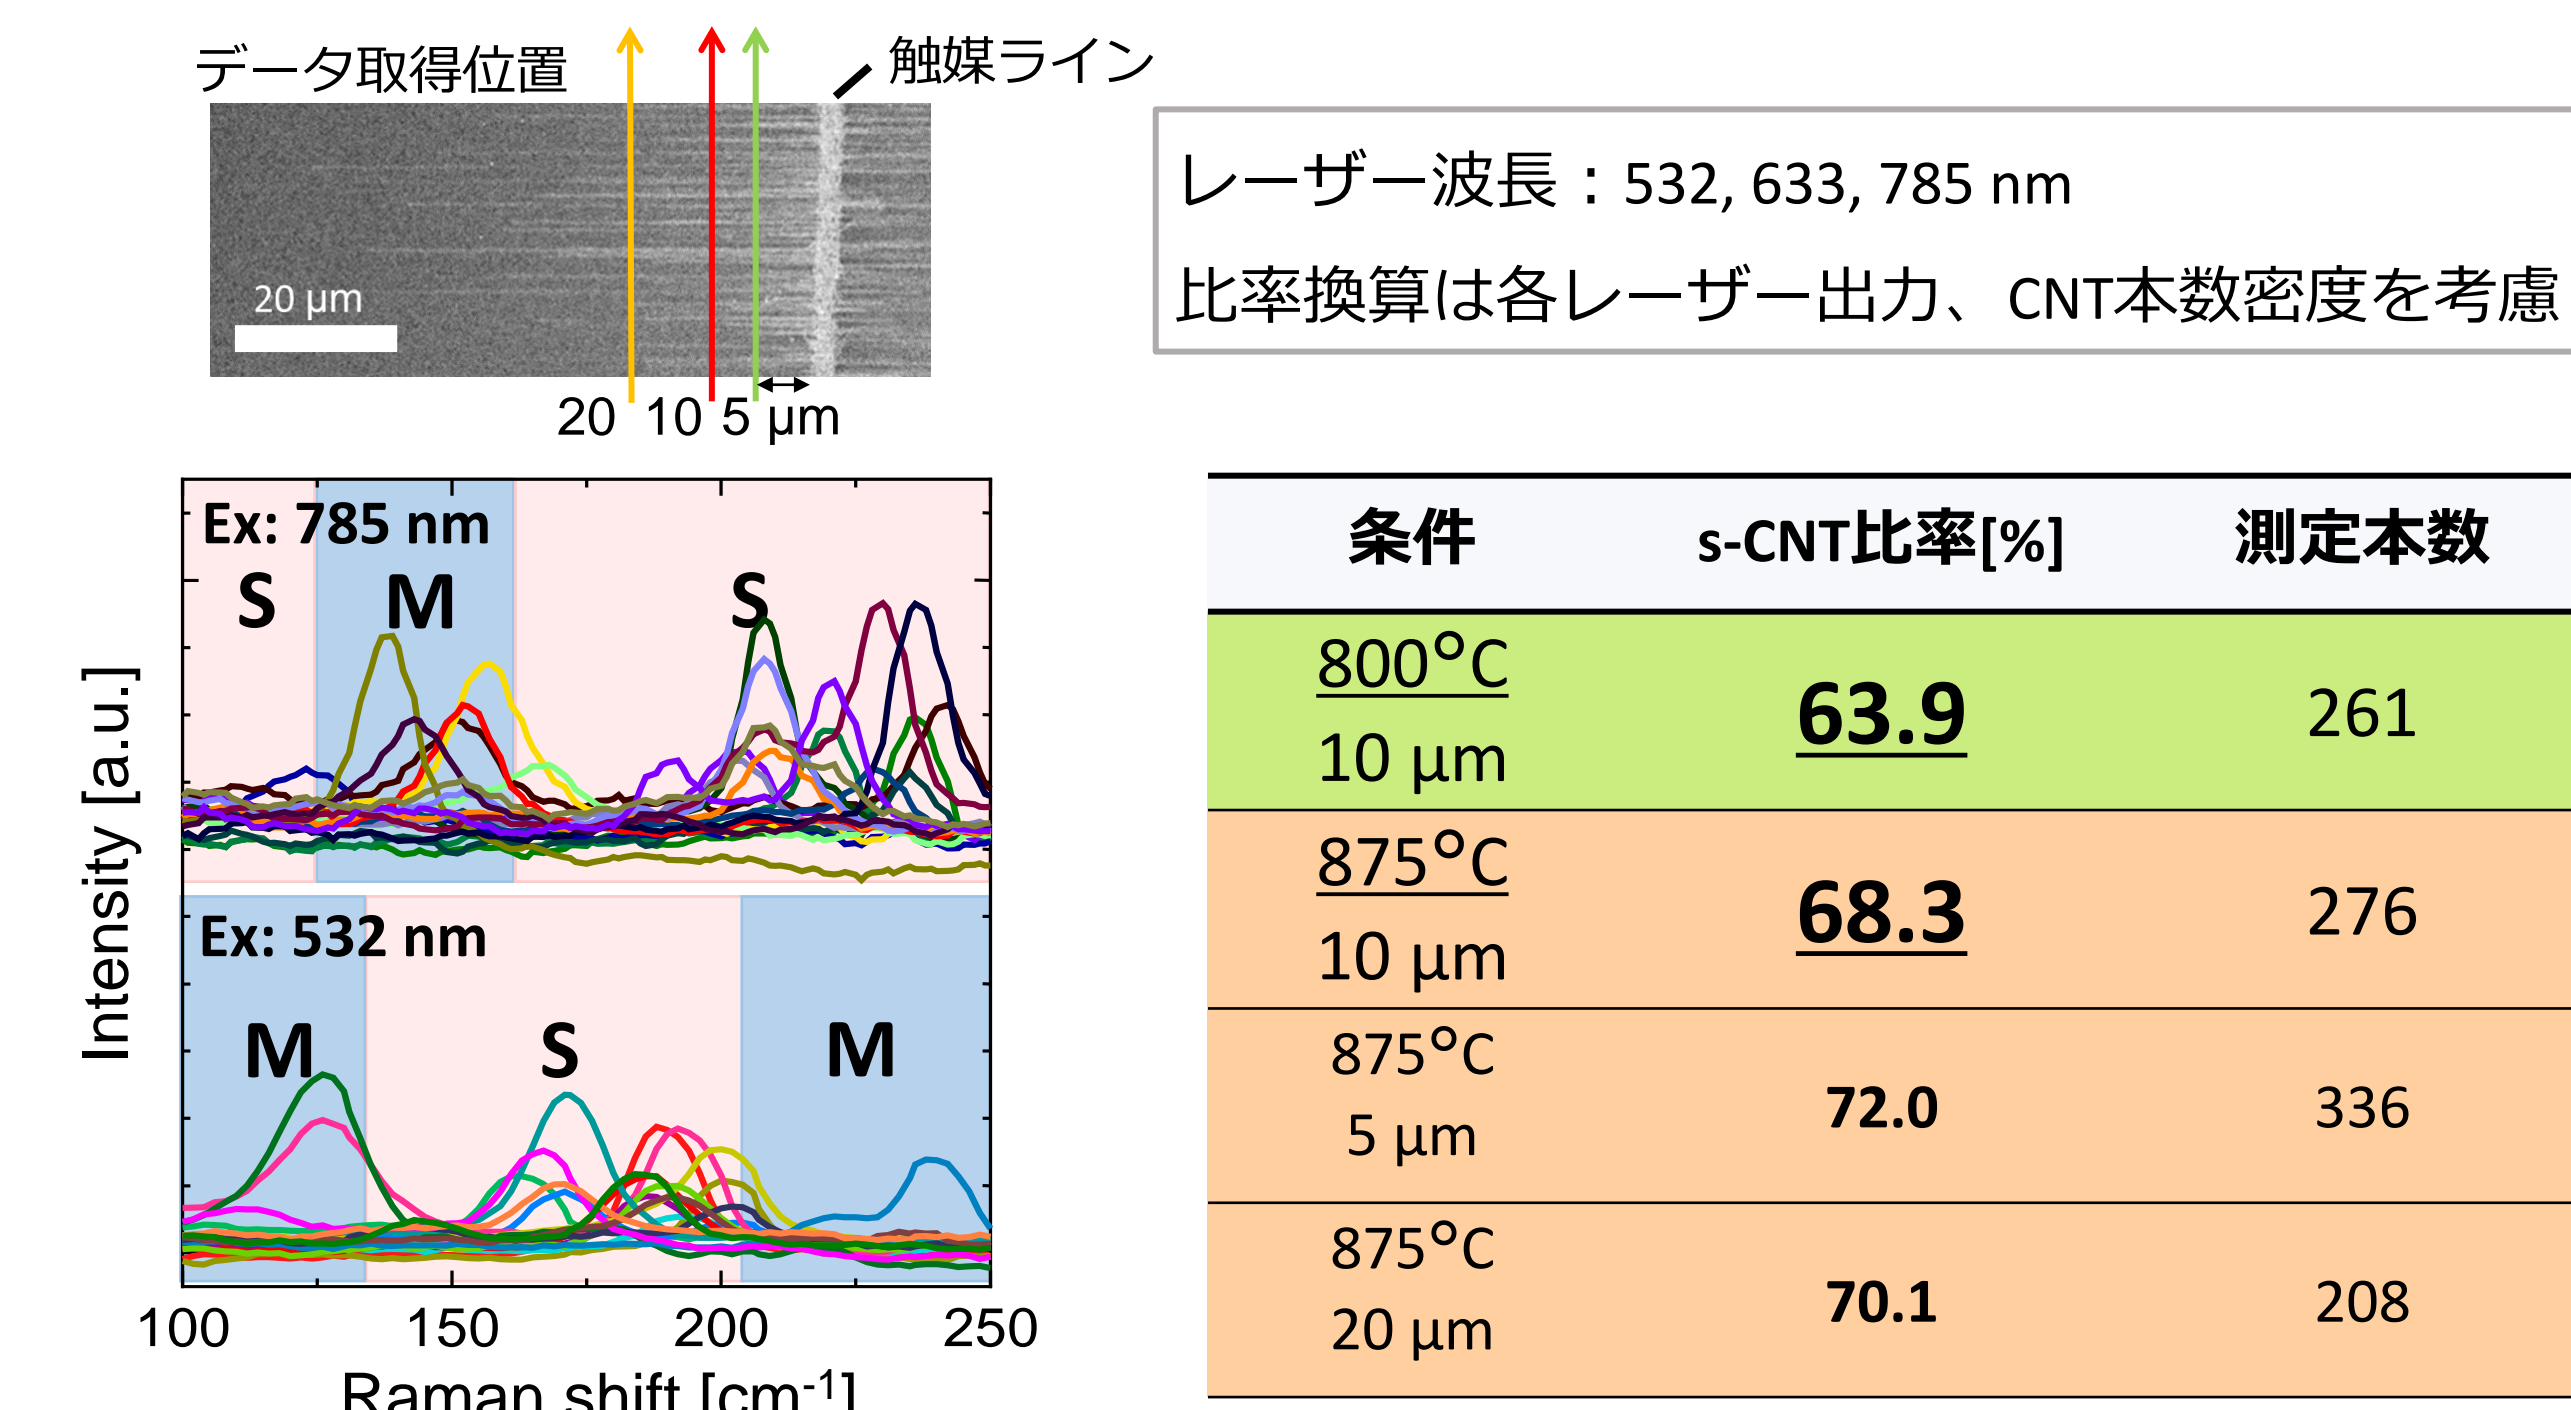 データ取得位置
触媒ライン
20 μm
20 10 5 μm
レーザー波長：532, 633, 785 nm
比率換算は各レーザー出力、CNT本数密度を考慮
Ex: 785 nm
S M S
Ex: 532 nm
M S M
Intensity [a.u.]
100 150 200 250
Raman shift [cm⁻¹]
条件 s-CNT比率[%] 測定本数
800°C
10 μm
63.9 261
875°C
10 μm
68.3 276
875°C
5 μm
72.0 336
875°C
20 μm
70.1 208